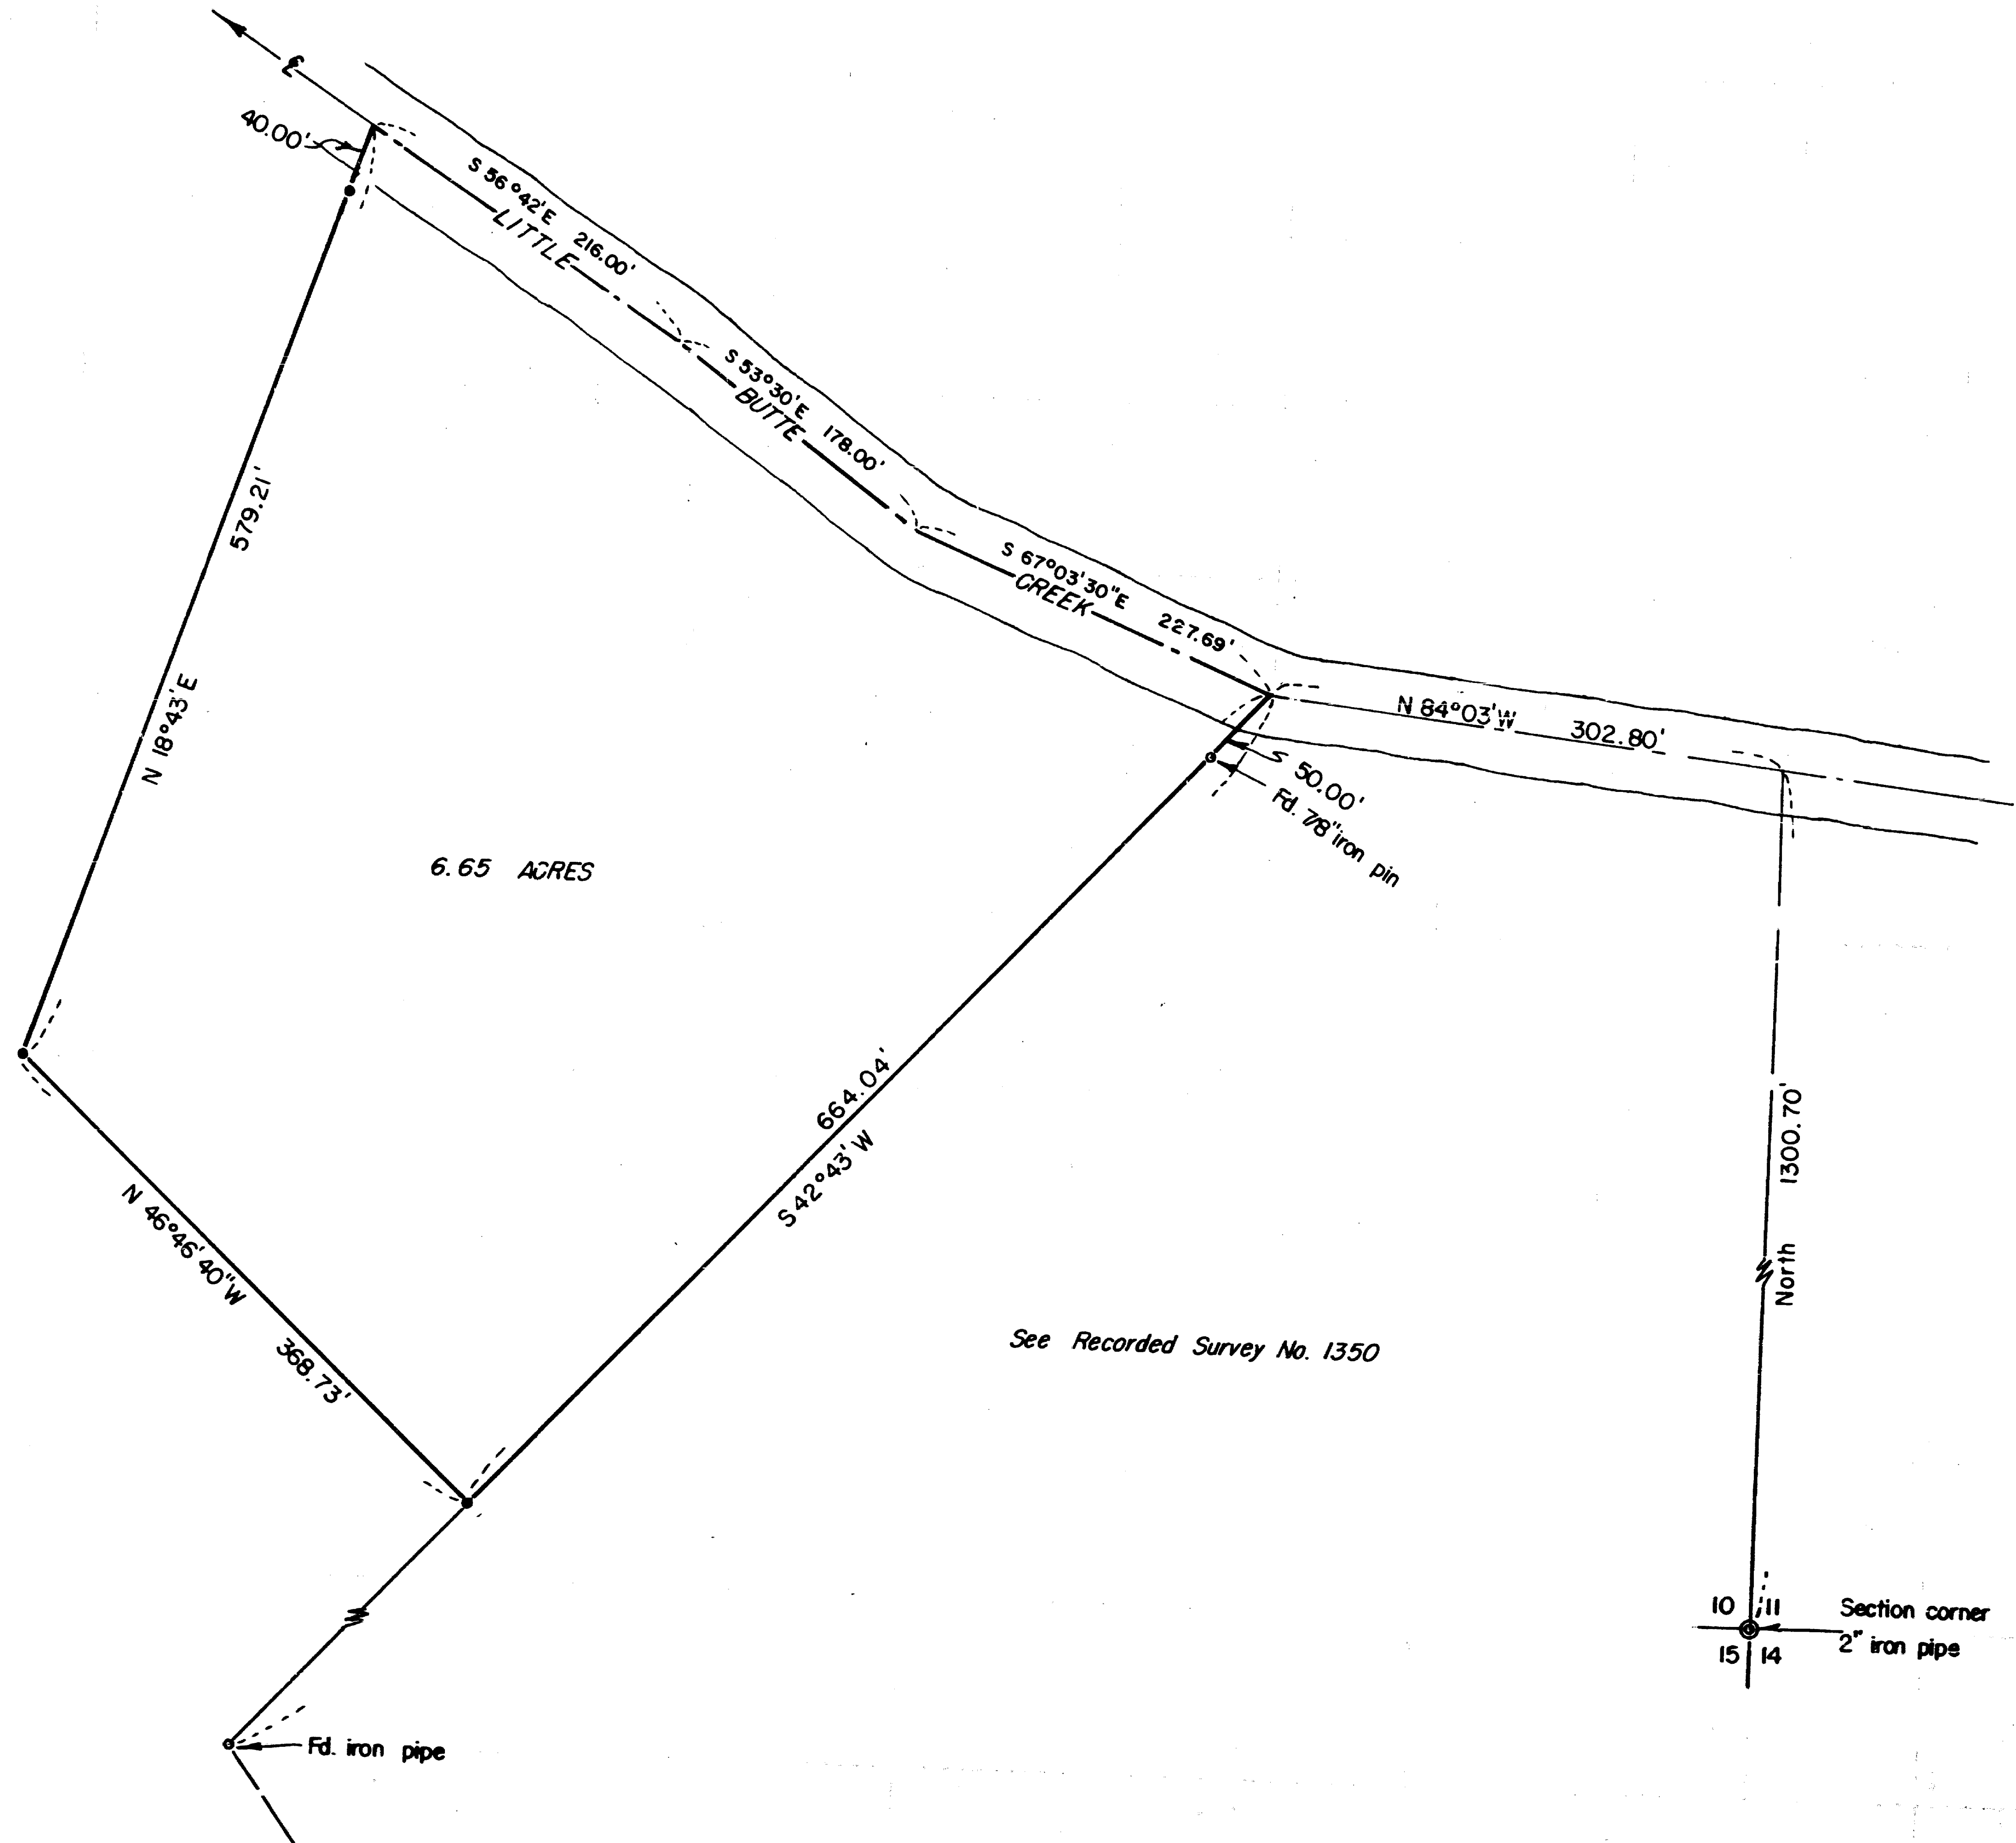 ℄
40.00'
S 56°42'E 216.00'
LITTLE
S 53°30'E 178.00'
BUTTE
S 67°03'30"E 227.69'
CREEK
N 84°03'W 302.80'
S 50.00'
Fd. 7/8" iron pin
579.21'
N 18°43'E
6.65 ACRES
664.04'
S 42°43'W
North 1300.70'
N 46°46'40"W 368.73'
See Recorded Survey No. 1350
10 11
15 14
Section corner
2" iron pipe
Fd. iron pipe